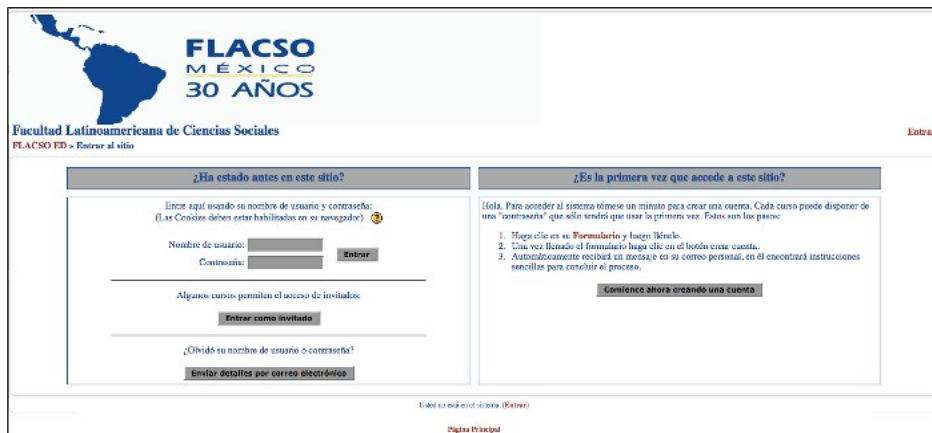 FLACSO
MÉXICO
30 AÑOS
Facultad Latinoamericana de Ciencias Sociales
Entrar
FLACSO ED » Entrar al sitio
¿Ha estado antes en este sitio?
Entre aquí usando su nombre de usuario y contraseña:
(Las Cookies deben estar habilitadas en su navegador)
Nombre de usuario:
Contraseña:
Entrar
Algunos cursos permiten el acceso de invitados:
Entrar como invitado
¿Olvidó su nombre de usuario o contraseña?
Enviar detalles por correo electrónico
¿Es la primera vez que accede a este sitio?
Hola. Para acceder al sistema tómese un minuto para crear una cuenta. Cada curso puede disponer de
una "contraseña" que sólo tendrá que usar la primera vez. Estos son los pasos:
1. Haga clic en su Formulario y luego llénelo.
2. Una vez llenado el formulario haga clic en el botón crear cuenta.
3. Automáticamente recibirá un mensaje en su correo personal, en él encontrará instrucciones
sencillas para concluir el proceso.
Comience ahora creando una cuenta
Usted no está en el sistema. (Entrar)
Página Principal